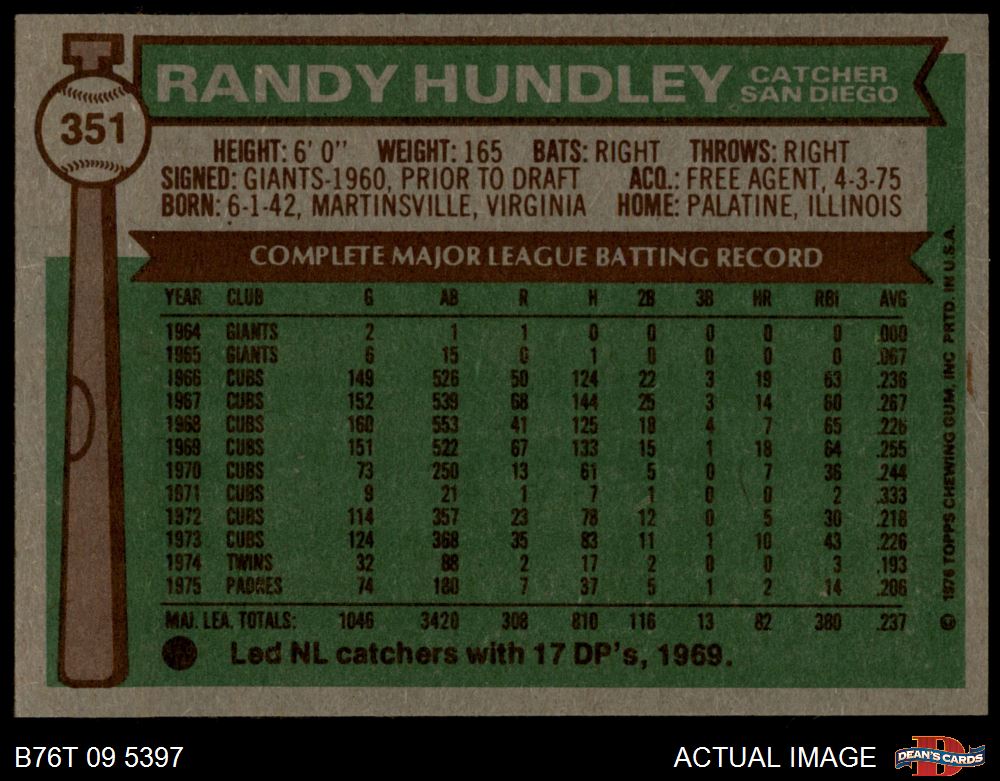 RANDY HUNDLEY CATCHER SAN DIEGO
351
HEIGHT: 6' 0" WEIGHT: 165 BATS: RIGHT THROWS: RIGHT
SIGNED: GIANTS-1960, PRIOR TO DRAFT ACQ.: FREE AGENT, 4-3-75
BORN: 6-1-42, MARTINSVILLE, VIRGINIA HOME: PALATINE, ILLINOIS
COMPLETE MAJOR LEAGUE BATTING RECORD
YEAR CLUB G AB R H 2B 3B HR RBI AVG
1964 GIANTS 2 1 1 0 0 0 0 0 .000
1965 GIANTS 6 15 0 1 0 0 0 0 .067
1966 CUBS 149 526 50 124 22 3 19 63 .236
1967 CUBS 152 539 68 144 25 3 14 60 .267
1968 CUBS 160 553 41 125 18 4 7 65 .226
1969 CUBS 151 522 67 133 15 1 18 64 .255
1970 CUBS 73 250 13 61 5 0 7 36 .244
1971 CUBS 9 21 1 7 1 0 0 2 .333
1972 CUBS 114 357 23 78 12 0 5 30 .218
1973 CUBS 124 368 35 83 11 1 10 43 .226
1974 TWINS 32 88 2 17 2 0 0 3 .193
1975 PADRES 74 180 7 37 5 1 2 14 .206
MAJ. LEA. TOTALS: 1046 3420 308 810 116 13 82 380 .237
Led NL catchers with 17 DP's, 1969.
© 1976 TOPPS CHEWING GUM, INC PRTD. IN U.S.A.
B76T 09 5397
ACTUAL IMAGE
DEAN'S CARDS